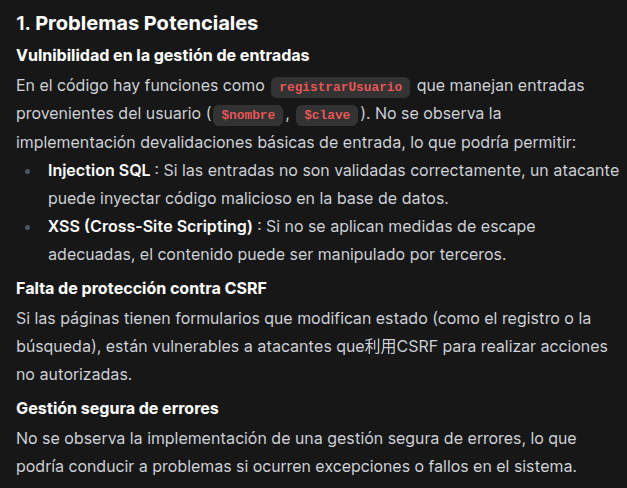 1. Problemas Potenciales
Vulnibilidad en la gestión de entradas
En el código hay funciones como registrarUsuario que manejan entradas
provenientes del usuario ( $nombre , $clave ). No se observa la
implementación devalidaciones básicas de entrada, lo que podría permitir:
• Injection SQL : Si las entradas no son validadas correctamente, un atacante
puede inyectar código malicioso en la base de datos.
• XSS (Cross-Site Scripting) : Si no se aplican medidas de escape
adecuadas, el contenido puede ser manipulado por terceros.
Falta de protección contra CSRF
Si las páginas tienen formularios que modifican estado (como el registro o la
búsqueda), están vulnerables a atacantes que利用CSRF para realizar acciones
no autorizadas.
Gestión segura de errores
No se observa la implementación de una gestión segura de errores, lo que
podría conducir a problemas si ocurren excepciones o fallos en el sistema.